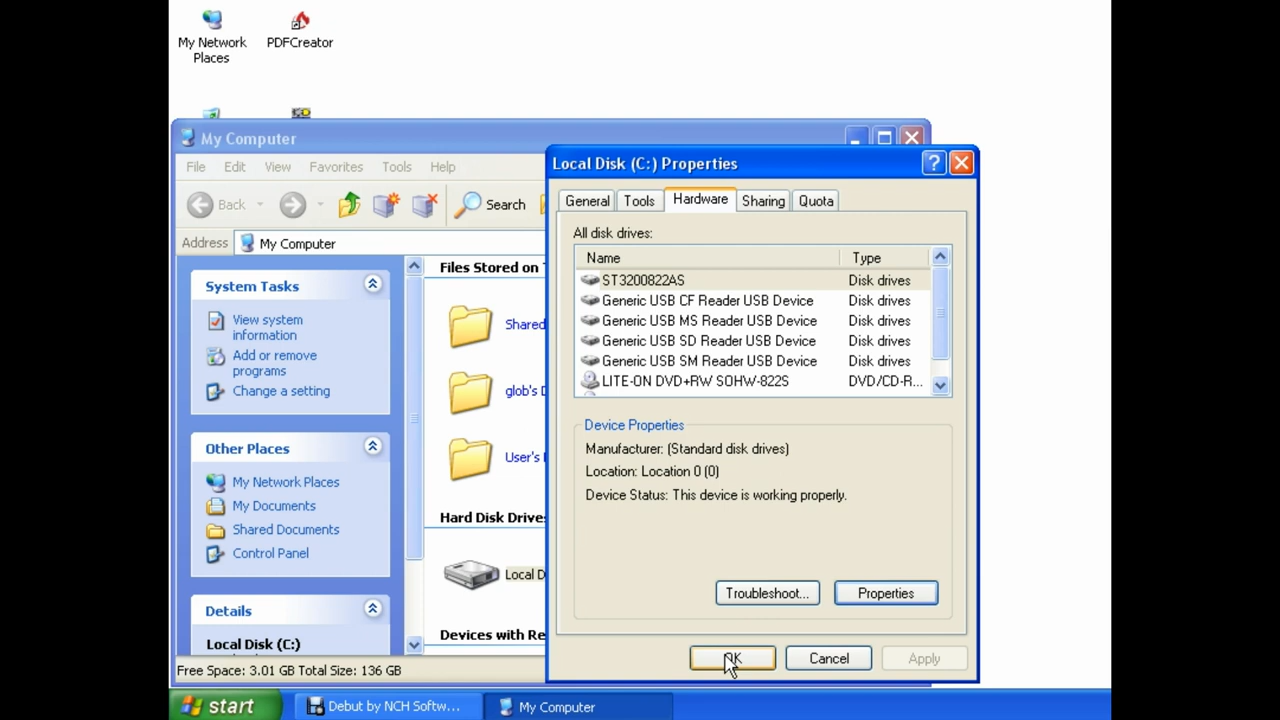 My Network
Places
PDFCreator
My Computer
File Edit View Favorites Tools Help
Back Search
Address My Computer
System Tasks
View system
information
Add or remove
programs
Change a setting
Other Places
My Network Places
My Documents
Shared Documents
Control Panel
Details
Local Disk (C:)
Files Stored on
Shared
glob's
User's
Hard Disk Drive
Local D
Devices with Re
Free Space: 3.01 GB Total Size: 136 GB
Local Disk (C:) Properties
General Tools Hardware Sharing Quota
All disk drives:
Name Type
ST3200822AS Disk drives
Generic USB CF Reader USB Device Disk drives
Generic USB MS Reader USB Device Disk drives
Generic USB SD Reader USB Device Disk drives
Generic USB SM Reader USB Device Disk drives
LITE-ON DVD+RW SOHW-822S DVD/CD-R...
Device Properties
Manufacturer: (Standard disk drives)
Location: Location 0 (0)
Device Status: This device is working properly.
Troubleshoot... Properties
OK Cancel Apply
start Debut by NCH Softw... My Computer